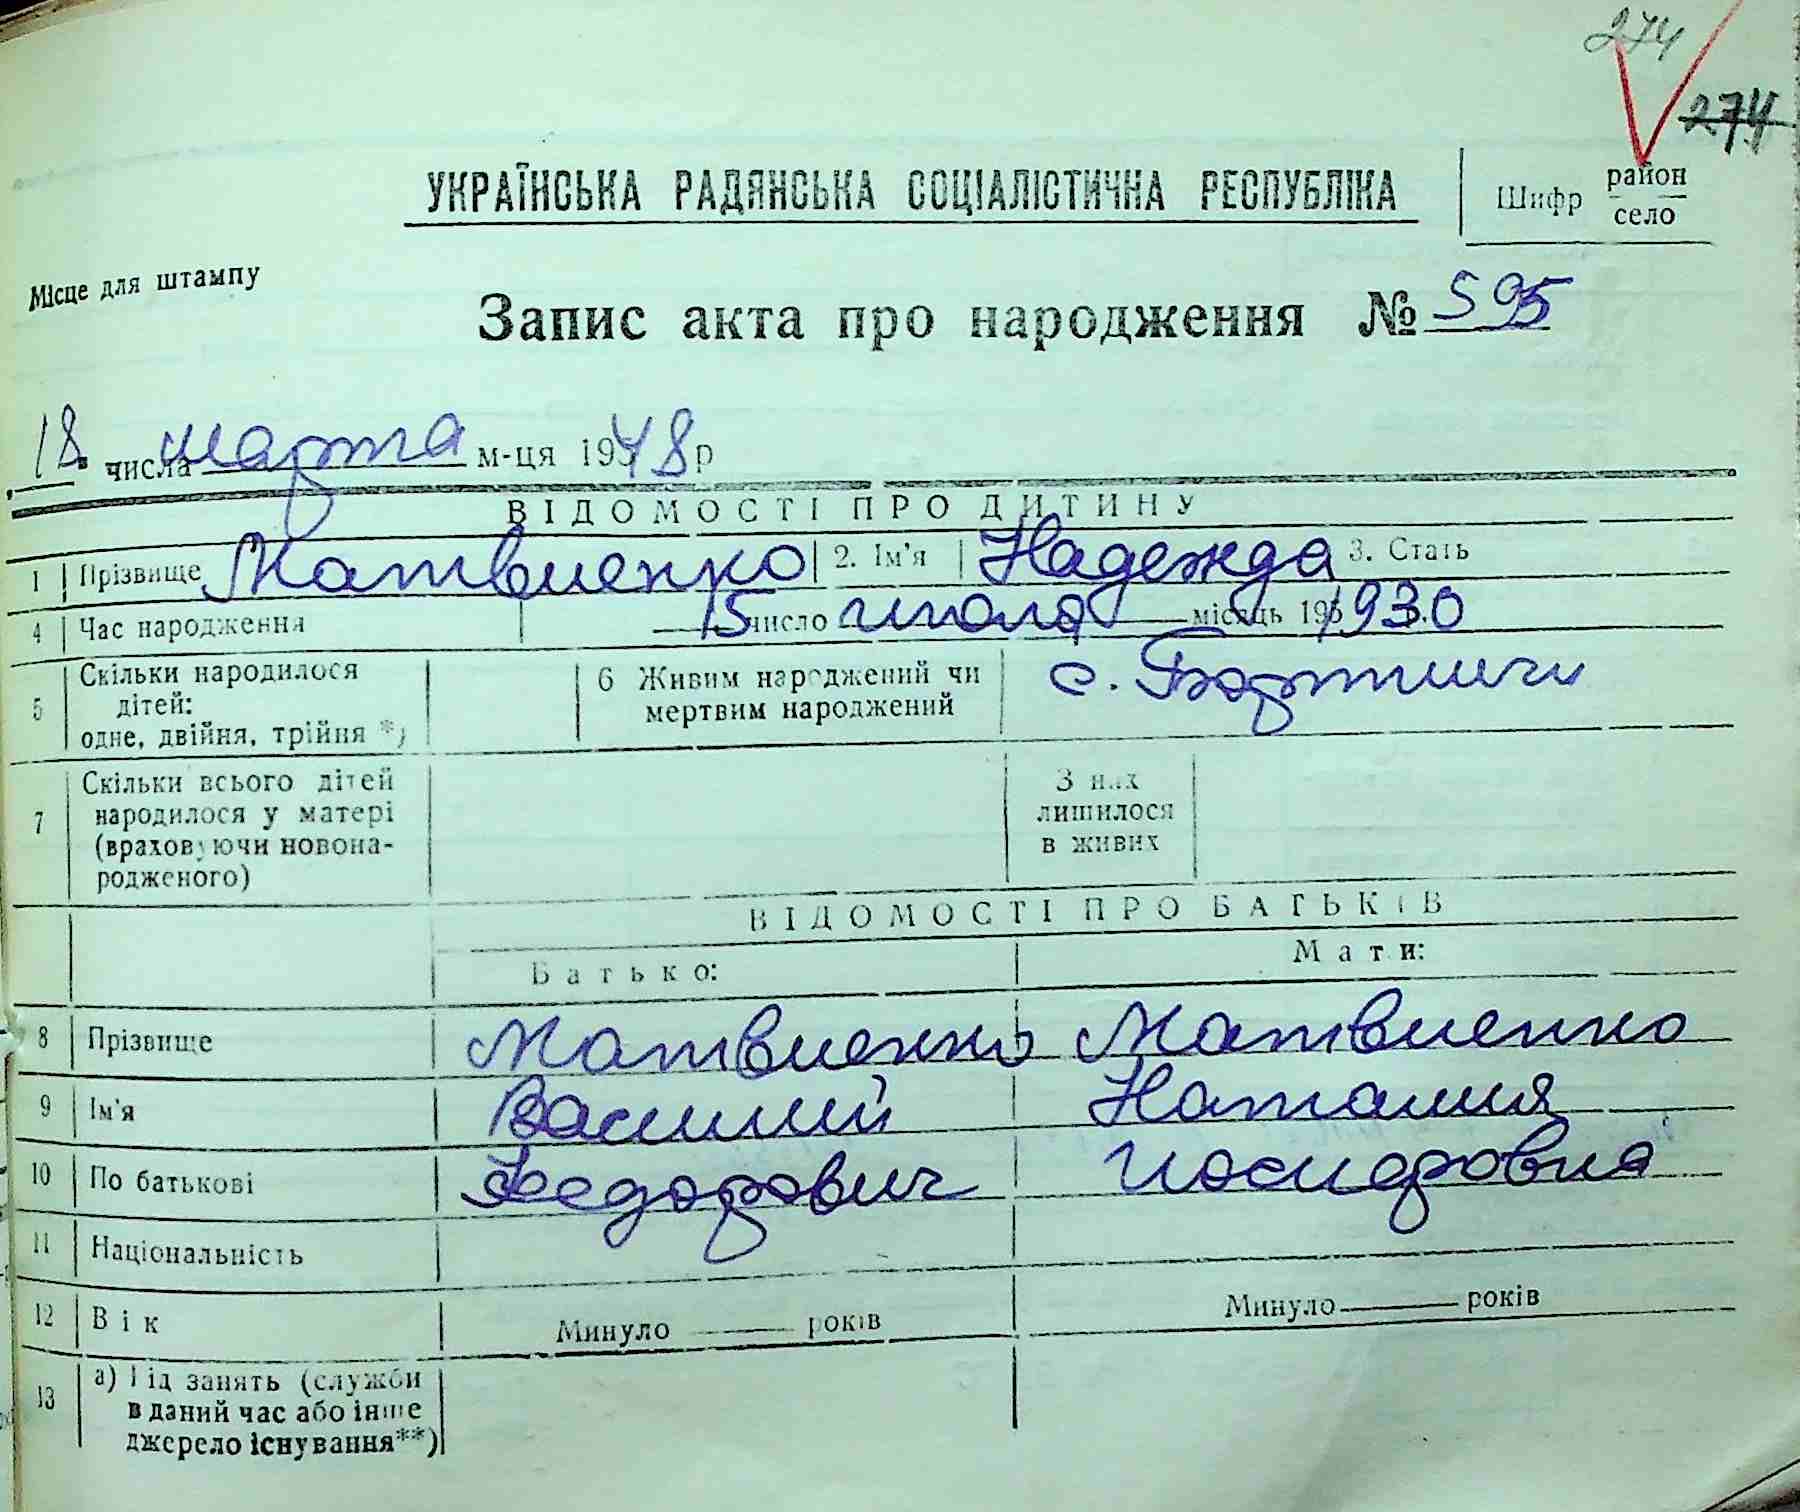 274
274
УКРАЇНСЬКА РАДЯНСЬКА СОЦІАЛІСТИЧНА РЕСПУБЛІКА
Шифр район
село
Місце для штампу
Запис акта про народження № 595
18 числа марта м-ця 1948 р
ВІДОМОСТІ ПРО ДИТИНУ
1 Прізвище Матвиенко 2. Ім'я Надежда 3. Стать
4 Час народження 15 число июля місяць 1930
5 Скільки народилося дітей: одне, двійня, трійня *) 6 Живим народжений чи мертвим народжений с. Бортничи
7 Скільки всього дітей народилося у матері (враховуючи новонародженого) З них лишилося в живих
ВІДОМОСТІ ПРО БАТЬКІВ
Батько: Мати:
8 Прізвище Матвиенко Матвиенко
9 Ім'я Василий Наталия
10 По батькові Федорович Иосифовна
11 Національність
12 Вік Минуло ___ років Минуло ___ років
13 а) Під занять (служби в даний час або інше джерело існування**)